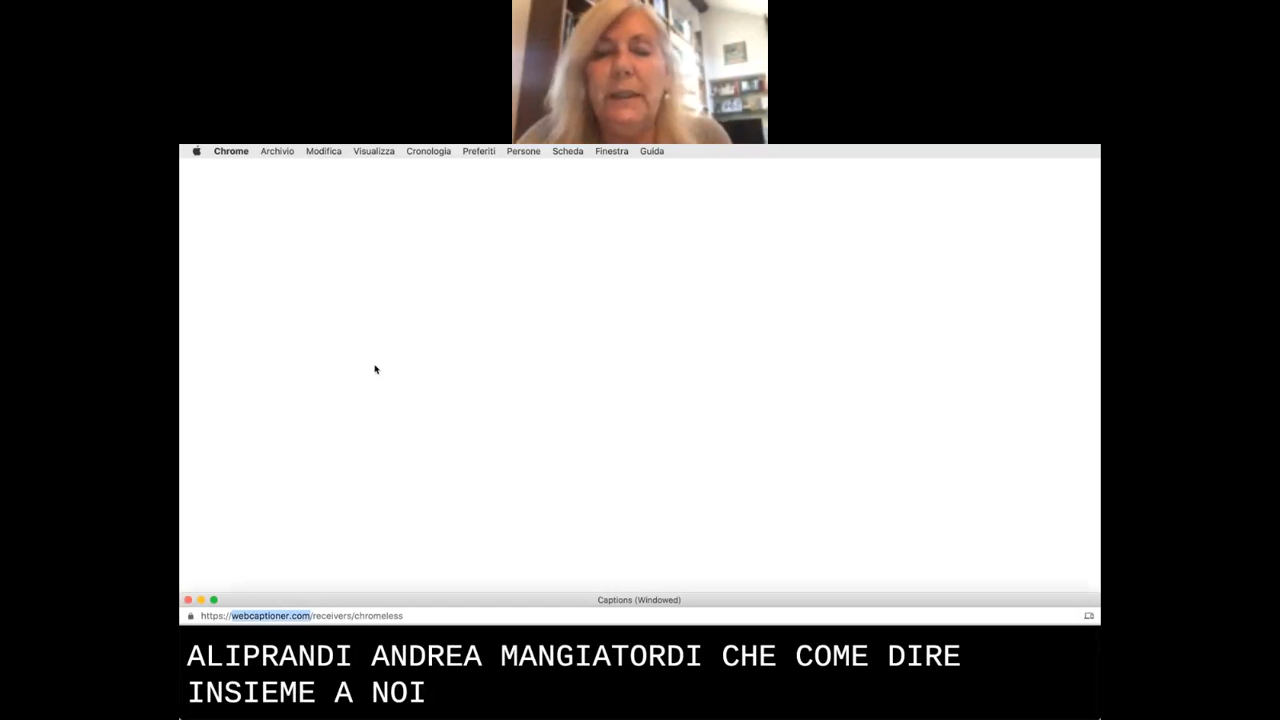 Chrome Archivio Modifica Visualizza Cronologia Preferiti Persone Scheda Finestra Guida
Captions (Windowed)
https://webcaptioner.com/receivers/chromeless
ALIPRANDI ANDREA MANGIATORDI CHE COME DIRE
INSIEME A NOI